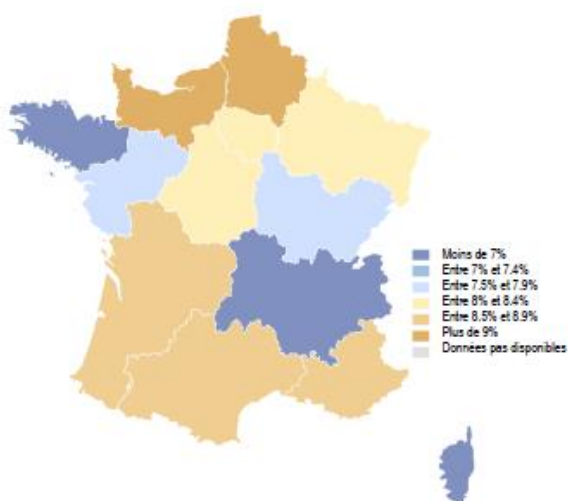 Moins de 7%
Entre 7% et 7.4%
Entre 7.5% et 7.9%
Entre 8% et 8.4%
Entre 8.5% et 8.9%
Plus de 9%
Données pas disponibles